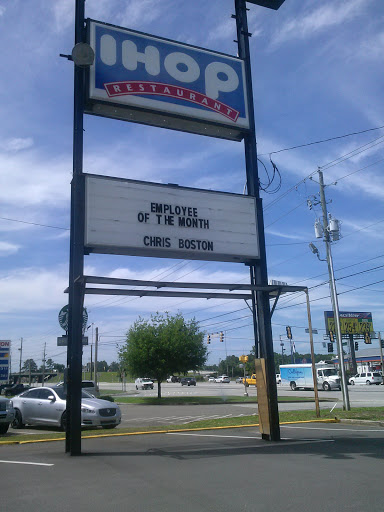 IHOP
RESTAURANT
EMPLOYEE
OF THE MONTH
CHRIS BOSTON